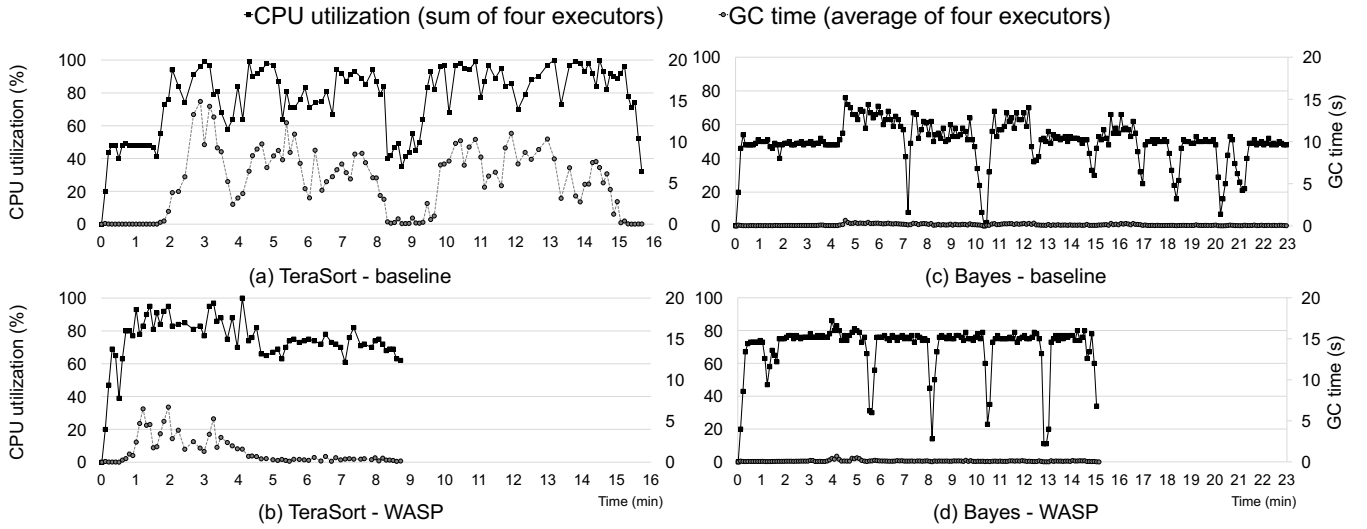 CPU utilization (sum of four executors) GC time (average of four executors)
CPU utilization (%)
100
80
60
40
20
0
20
15
10
5
0
0 1 2 3 4 5 6 7 8 9 10 11 12 13 14 15 16
(a) TeraSort - baseline
100
80
60
40
20
0
20
15
10
5
0
GC time (s)
0 1 2 3 4 5 6 7 8 9 10 11 12 13 14 15 16 17 18 19 20 21 22 23
(c) Bayes - baseline
CPU utilization (%)
100
80
60
40
20
0
20
15
10
5
0
0 1 2 3 4 5 6 7 8 9 10 11 12 13 14 15 16
Time (min)
(b) TeraSort - WASP
100
80
60
40
20
0
20
15
10
5
0
GC time (s)
0 1 2 3 4 5 6 7 8 9 10 11 12 13 14 15 16 17 18 19 20 21 22 23
Time (min)
(d) Bayes - WASP